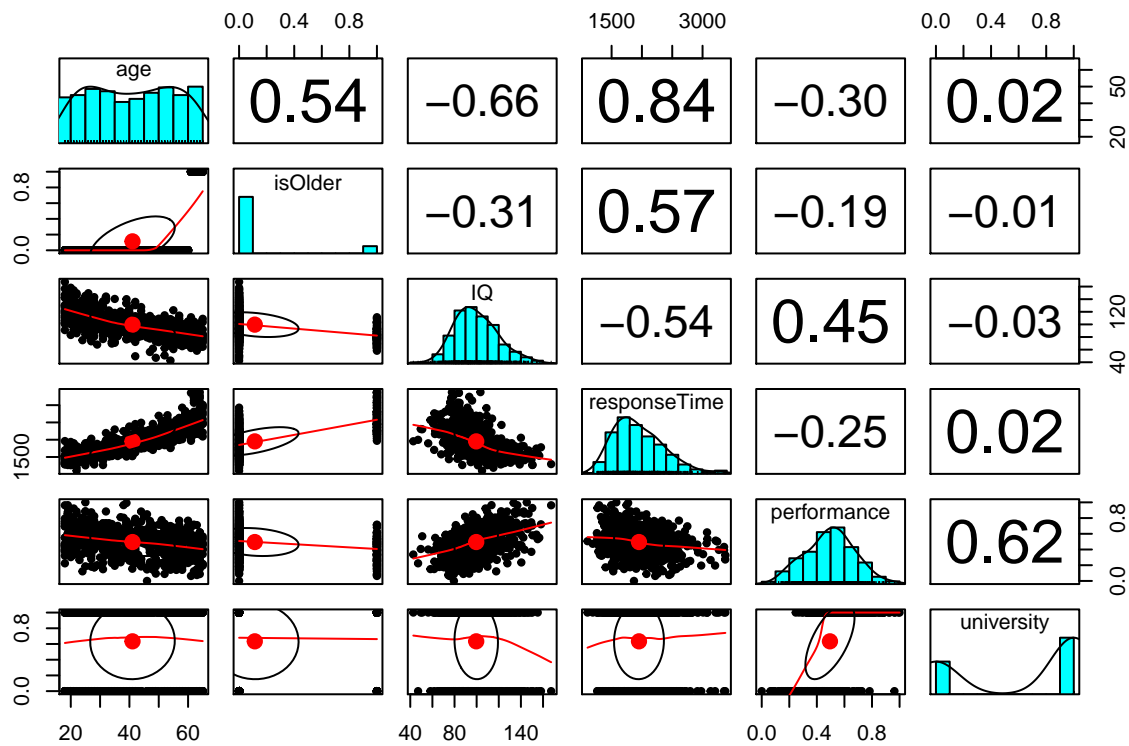 0.0 0.4 0.8 1500 3000 0.0 0.8
age 0.54 −0.66 0.84 −0.30 0.02 20 50
0.0 0.8 isOlder −0.31 0.57 −0.19 −0.01
IQ −0.54 0.45 −0.03 40 120
1500 responseTime −0.25 0.02
performance 0.62 0.0 0.8
0.0 0.8 university
20 40 60 40 80 140 0.0 0.4 0.8